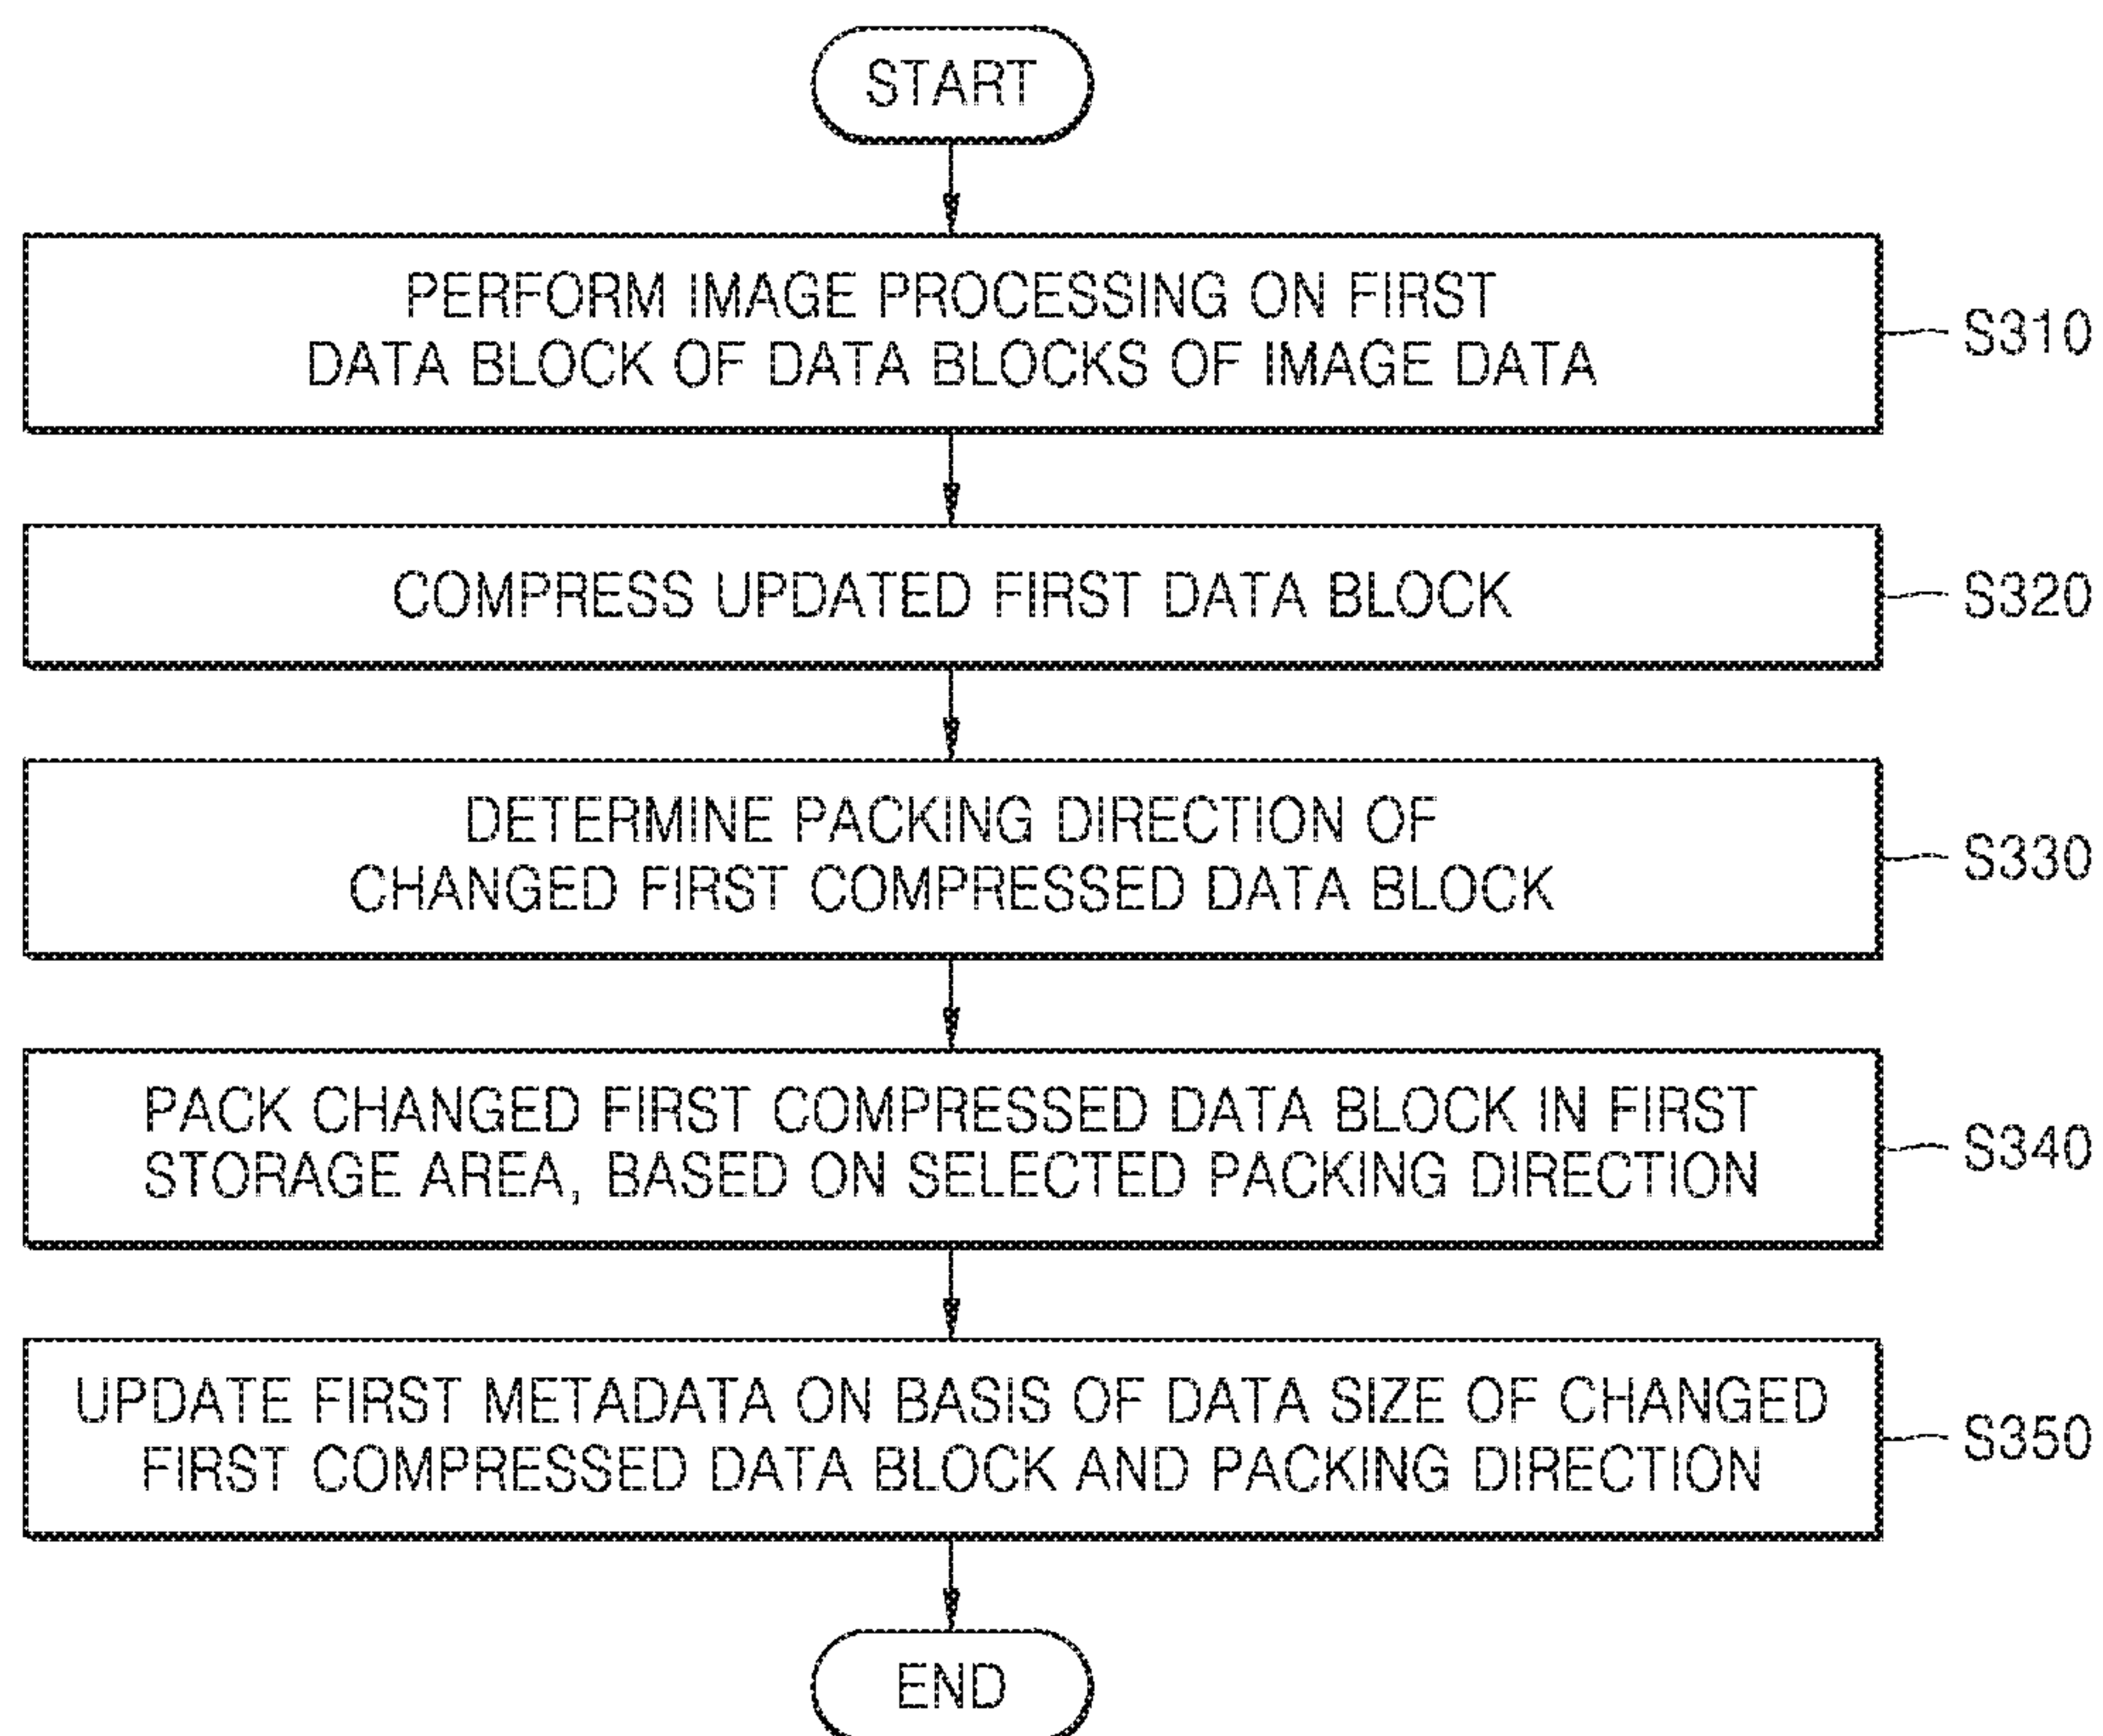 START
PERFORM IMAGE PROCESSING ON FIRST
DATA BLOCK OF DATA BLOCKS OF IMAGE DATA
S310
COMPRESS UPDATED FIRST DATA BLOCK
S320
DETERMINE PACKING DIRECTION OF
CHANGED FIRST COMPRESSED DATA BLOCK
S330
PACK CHANGED FIRST COMPRESSED DATA BLOCK IN FIRST
STORAGE AREA, BASED ON SELECTED PACKING DIRECTION
S340
UPDATE FIRST METADATA ON BASIS OF DATA SIZE OF CHANGED
FIRST COMPRESSED DATA BLOCK AND PACKING DIRECTION
S350
END